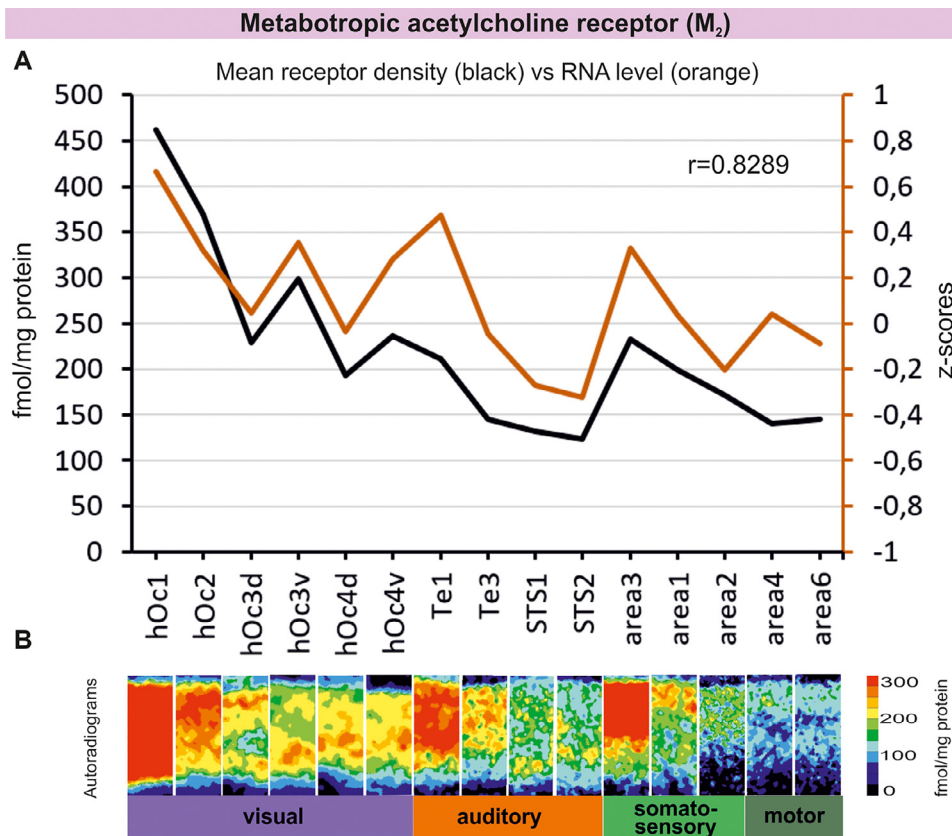 Metabotropic acetylcholine receptor (M₂)
A
Mean receptor density (black) vs RNA level (orange)
r=0.8289
500
450
400
350
300
250
200
150
100
50
0
fmol/mg protein
1
0,8
0,6
0,4
0,2
0
-0,2
-0,4
-0,6
-0,8
-1
z-scores
hOc1
hOc2
hOc3d
hOc3v
hOc4d
hOc4v
Te1
Te3
STS1
STS2
area3
area1
area2
area4
area6
B
Autoradiograms
300
200
100
0
fmol/mg protein
visual
auditory
somato-
sensory
motor